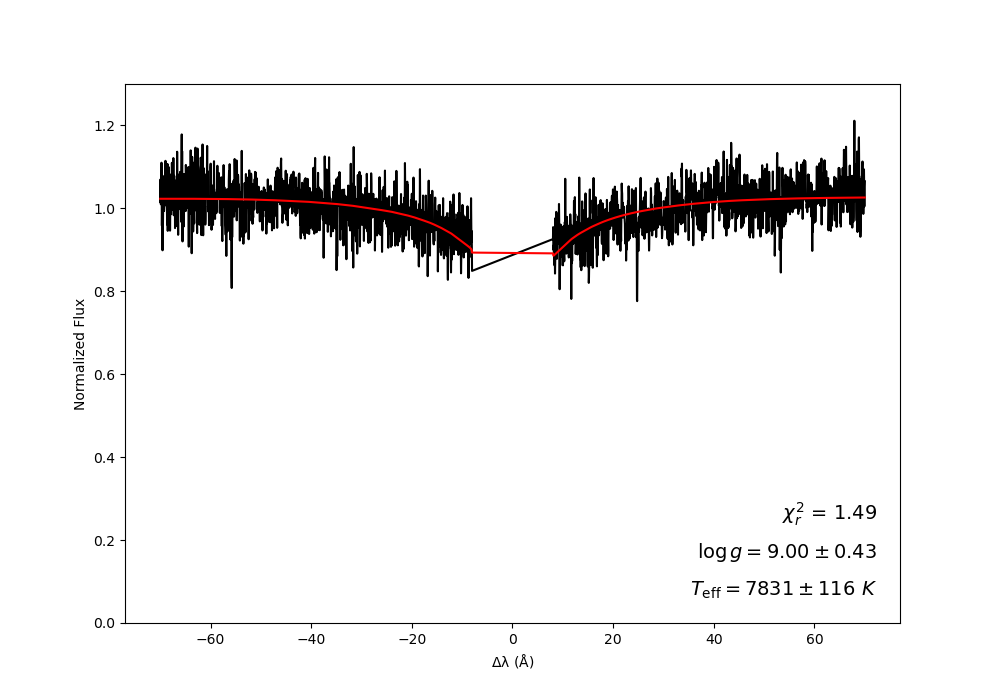 1.2
1.0
0.8
0.6
0.4
0.2
0.0
Normalized Flux
χ²ᵣ = 1.49
log g = 9.00 ± 0.43
T_eff = 7831 ± 116 K
−60 −40 −20 0 20 40 60
Δλ (Å)